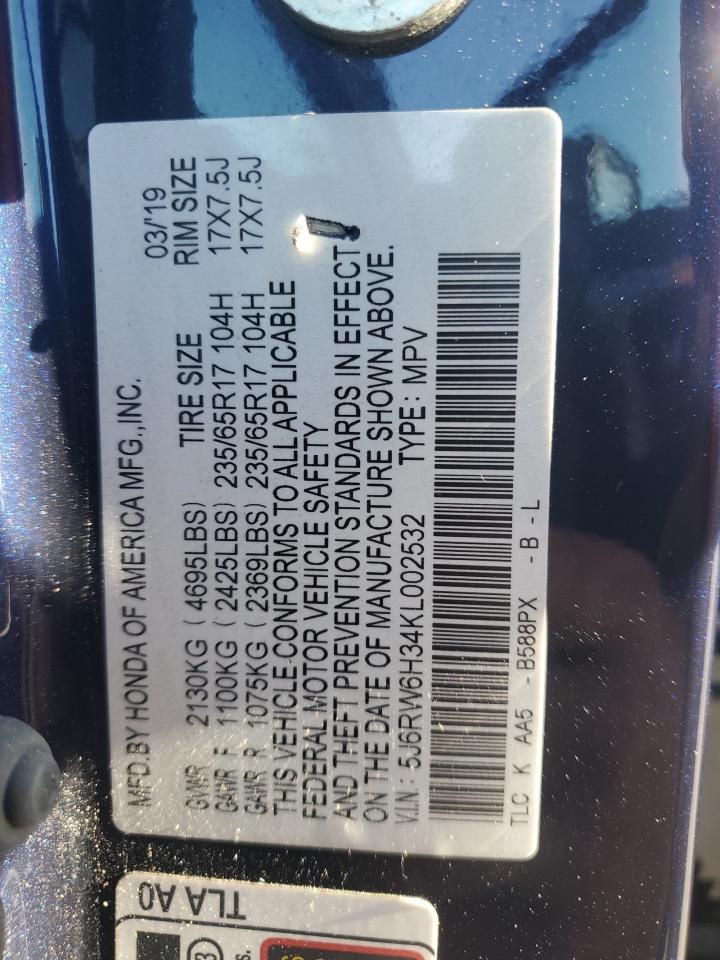 MFD.BY HONDA OF AMERICA MFG.,INC. 03/'19
TIRE SIZE RIM SIZE
GVWR 2130KG ( 4695LBS)
GAWR F 1100KG ( 2425LBS) 235/65R17 104H 17X7.5J
GAWR R 1075KG ( 2369LBS) 235/65R17 104H 17X7.5J
THIS VEHICLE CONFORMS TO ALL APPLICABLE
FEDERAL MOTOR VEHICLE SAFETY
AND THEFT PREVENTION STANDARDS IN EFFECT
ON THE DATE OF MANUFACTURE SHOWN ABOVE.
V.I.N: 5J6RW6H34KL002532 TYPE: MPV
TLC K AA5 - B588PX - B - L
TLA A0
3
s.